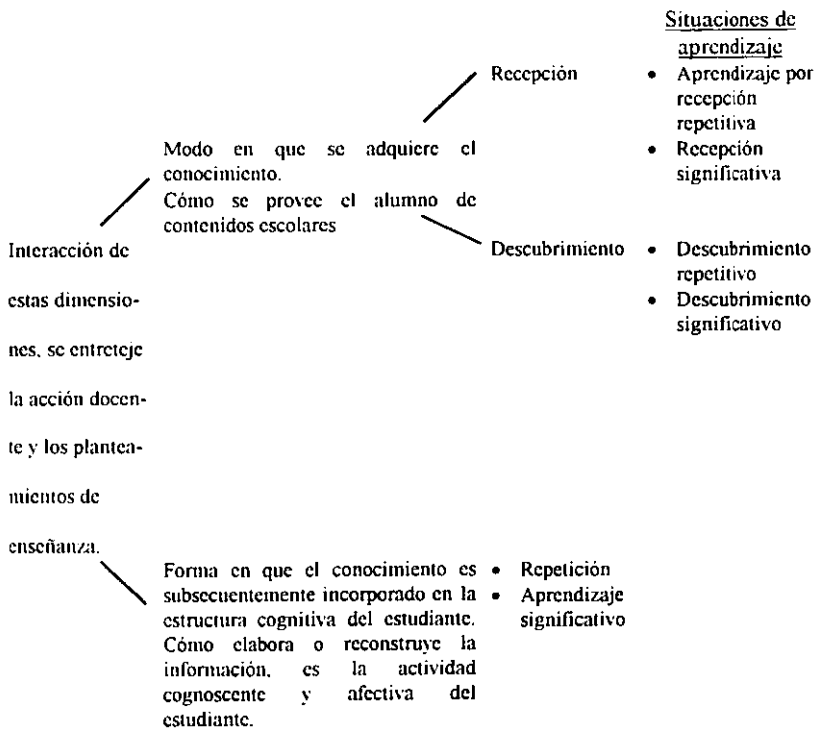 Situaciones de
aprendizaje
Recepción
• Aprendizaje por
recepción
repetitiva
• Recepción
significativa
Modo en que se adquiere el
conocimiento.
Cómo se provee el alumno de
contenidos escolares
Descubrimiento
• Descubrimiento
repetitivo
• Descubrimiento
significativo
Interacción de
estas dimensio-
nes, se entreteje
la acción docen-
te y los plantea-
mientos de
enseñanza.
Forma en que el conocimiento es
subsecuentemente incorporado en la
estructura cognitiva del estudiante.
Cómo elabora o reconstruye la
información, es la actividad
cognoscente y afectiva del
estudiante.
• Repetición
• Aprendizaje
significativo